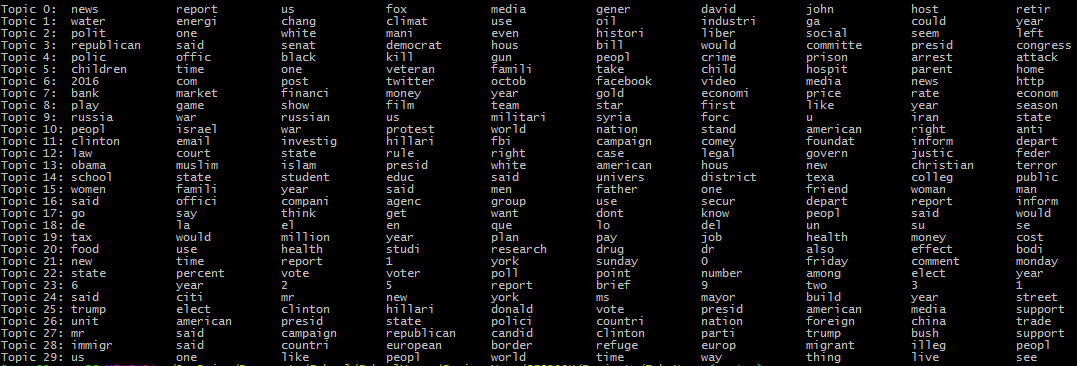 Topic 0: news report us fox media gener david john host retir
Topic 1: water energi chang climat use oil industri ga could year
Topic 2: polit one white mani even histori liber social seem left
Topic 3: republican said senat democrat hous bill would committe presid congress
Topic 4: polic offic black kill gun peopl crime prison arrest attack
Topic 5: children time one veteran famili take child hospit parent home
Topic 6: 2016 com post twitter octob facebook video media news http
Topic 7: bank market financi money year gold economi price rate econom
Topic 8: play game show film team star first like year season
Topic 9: russia war russian us militari syria forc u iran state
Topic 10: peopl israel war protest world nation stand american right anti
Topic 11: clinton email investig hillari fbi campaign comey foundat inform depart
Topic 12: law court state rule right case legal govern justic feder
Topic 13: obama muslim islam presid white american hous new christian terror
Topic 14: school state student educ said univers district texa colleg public
Topic 15: women famili year said men father one friend woman man
Topic 16: said offici compani agenc group use secur depart report inform
Topic 17: go say think get want dont know peopl said would
Topic 18: de la el en que lo del un su se
Topic 19: tax would million year plan pay job health money cost
Topic 20: food use health studi research drug dr also effect bodi
Topic 21: new time report 1 york sunday 0 friday comment monday
Topic 22: state percent vote voter poll point number among elect year
Topic 23: 6 year 2 5 report brief 9 two 3 1
Topic 24: said citi mr new york ms mayor build year street
Topic 25: trump elect clinton hillari donald vote presid american media support
Topic 26: unit american presid state polici countri nation foreign china trade
Topic 27: mr said campaign republican candid clinton parti trump bush support
Topic 28: immigr said countri european border refuge europ migrant illeg peopl
Topic 29: us one like peopl world time way thing live see